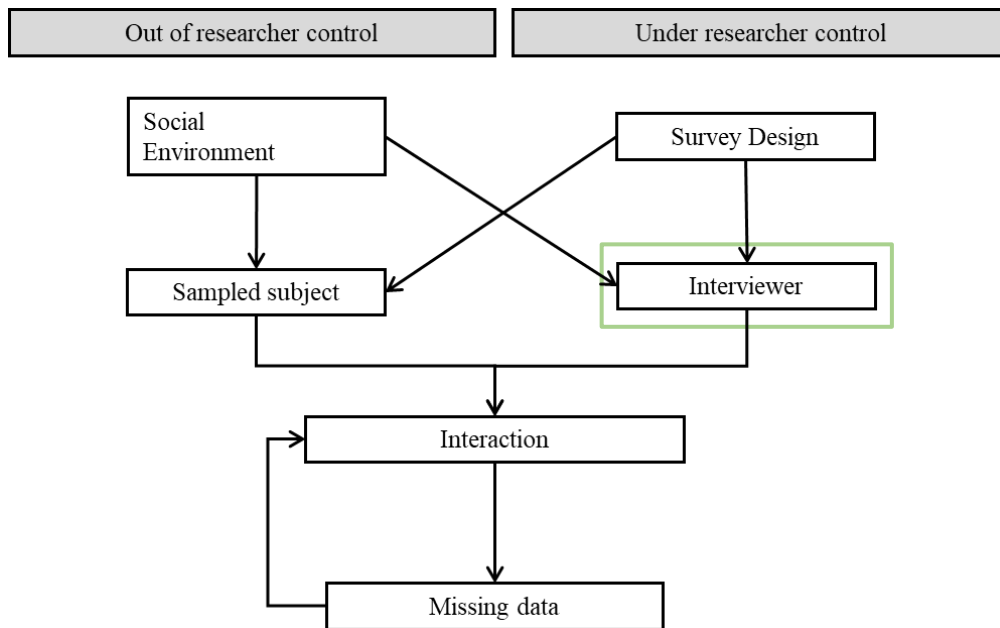 Out of researcher control
Under researcher control
Social
Environment
Survey Design
Sampled subject
Interviewer
Interaction
Missing data